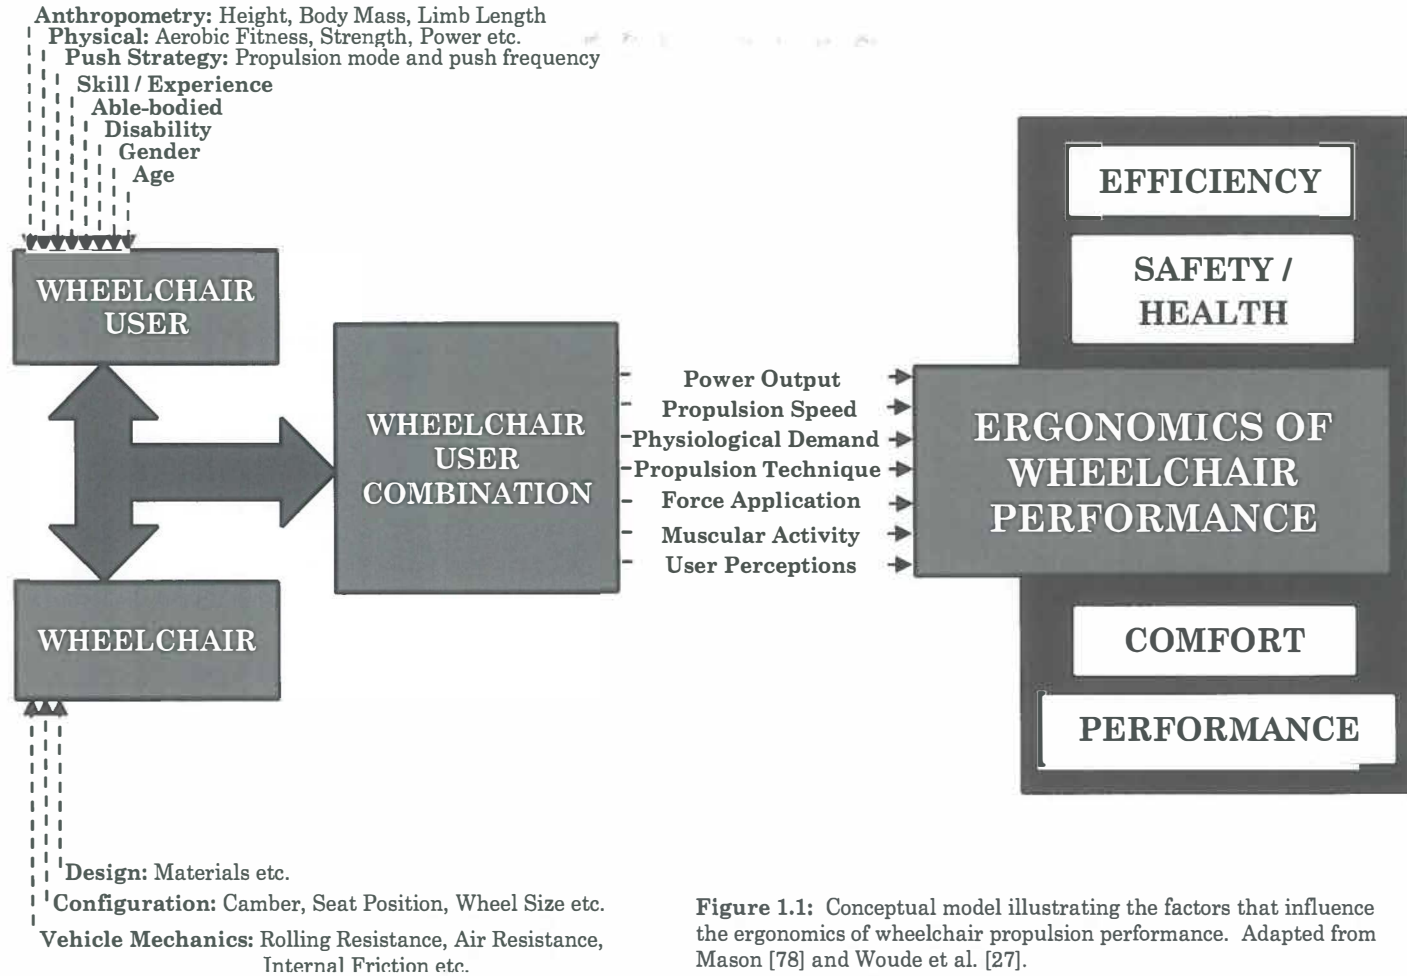 Anthropometry: Height, Body Mass, Limb Length
Physical: Aerobic Fitness, Strength, Power etc.
Push Strategy: Propulsion mode and push frequency
Skill / Experience
Able-bodied
Disability
Gender
Age
WHEELCHAIR
USER
WHEELCHAIR
USER
COMBINATION
WHEELCHAIR
Design: Materials etc.
Configuration: Camber, Seat Position, Wheel Size etc.
Vehicle Mechanics: Rolling Resistance, Air Resistance,
Internal Friction etc.
Power Output
Propulsion Speed
Physiological Demand
Propulsion Technique
Force Application
Muscular Activity
User Perceptions
EFFICIENCY
SAFETY /
HEALTH
ERGONOMICS OF
WHEELCHAIR
PERFORMANCE
COMFORT
PERFORMANCE
Figure 1.1: Conceptual model illustrating the factors that influence
the ergonomics of wheelchair propulsion performance. Adapted from
Mason [78] and Woude et al. [27].